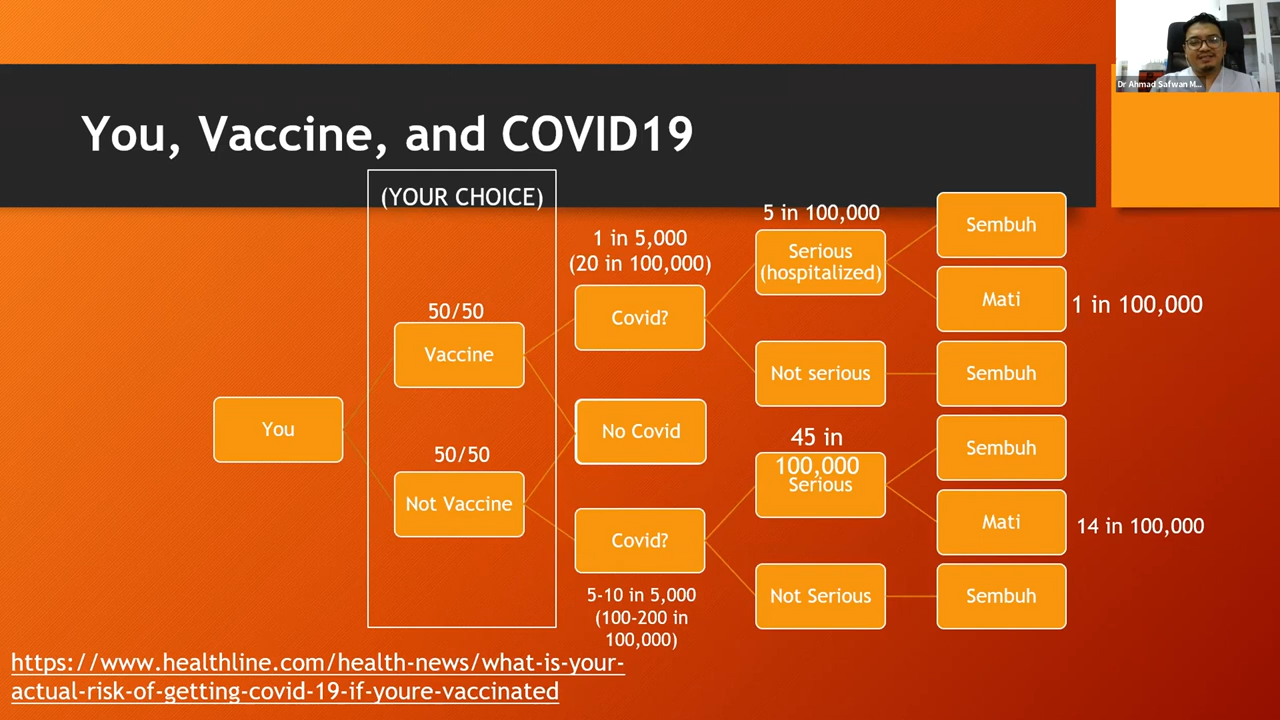 Dr Ahmad Safwan M...
You, Vaccine, and COVID19
(YOUR CHOICE)
You
50/50
Vaccine
50/50
Not Vaccine
1 in 5,000
(20 in 100,000)
Covid?
No Covid
Covid?
5-10 in 5,000
(100-200 in
100,000)
5 in 100,000
Serious
(hospitalized)
Not serious
45 in
100,000
Serious
Not Serious
Sembuh
Mati
1 in 100,000
Sembuh
Sembuh
Mati
14 in 100,000
Sembuh
https://www.healthline.com/health-news/what-is-your-
actual-risk-of-getting-covid-19-if-youre-vaccinated